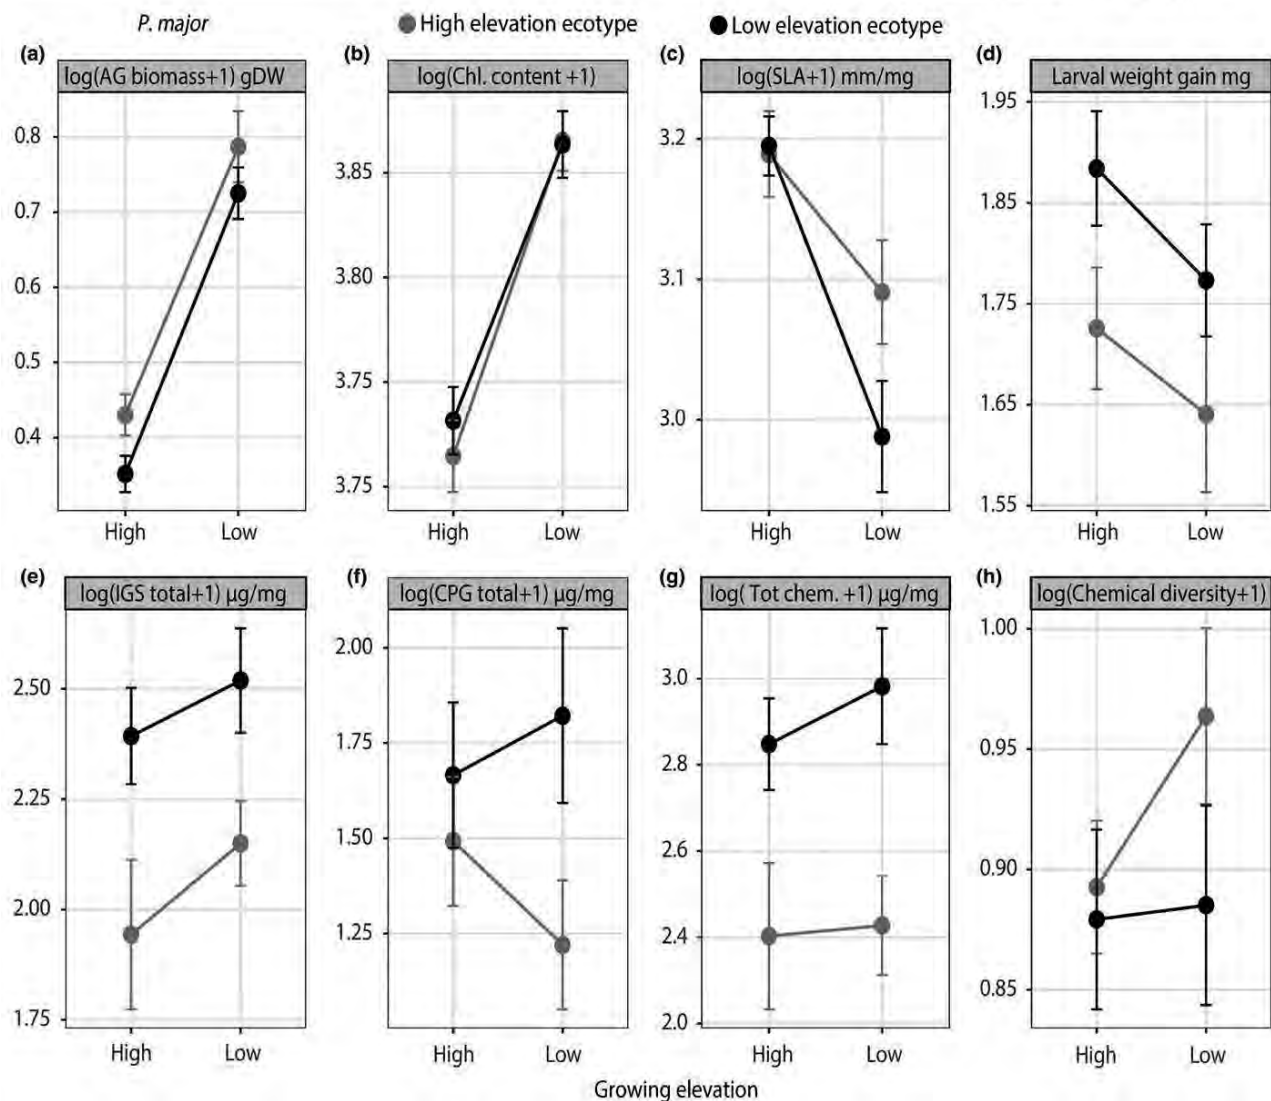 P. major
High elevation ecotype
Low elevation ecotype
(a)
log(AG biomass+1) gDW
0.8
0.7
0.6
0.5
0.4
High
Low
(b)
log(Chl. content +1)
3.85
3.80
3.75
3.75
High
Low
(c)
log(SLA+1) mm/mg
3.2
3.1
3.0
High
Low
(d)
Larval weight gain mg
1.95
1.85
1.75
1.65
1.55
High
Low
(e)
log(IGS total+1) µg/mg
2.50
2.25
2.00
1.75
High
Low
(f)
log(CPG total+1) µg/mg
2.00
1.75
1.50
1.25
High
Low
(g)
log( Tot chem. +1) µg/mg
3.0
2.8
2.6
2.4
2.0
High
Low
(h)
log(Chemical diversity+1)
1.00
0.95
0.90
0.85
High
Low
Growing elevation